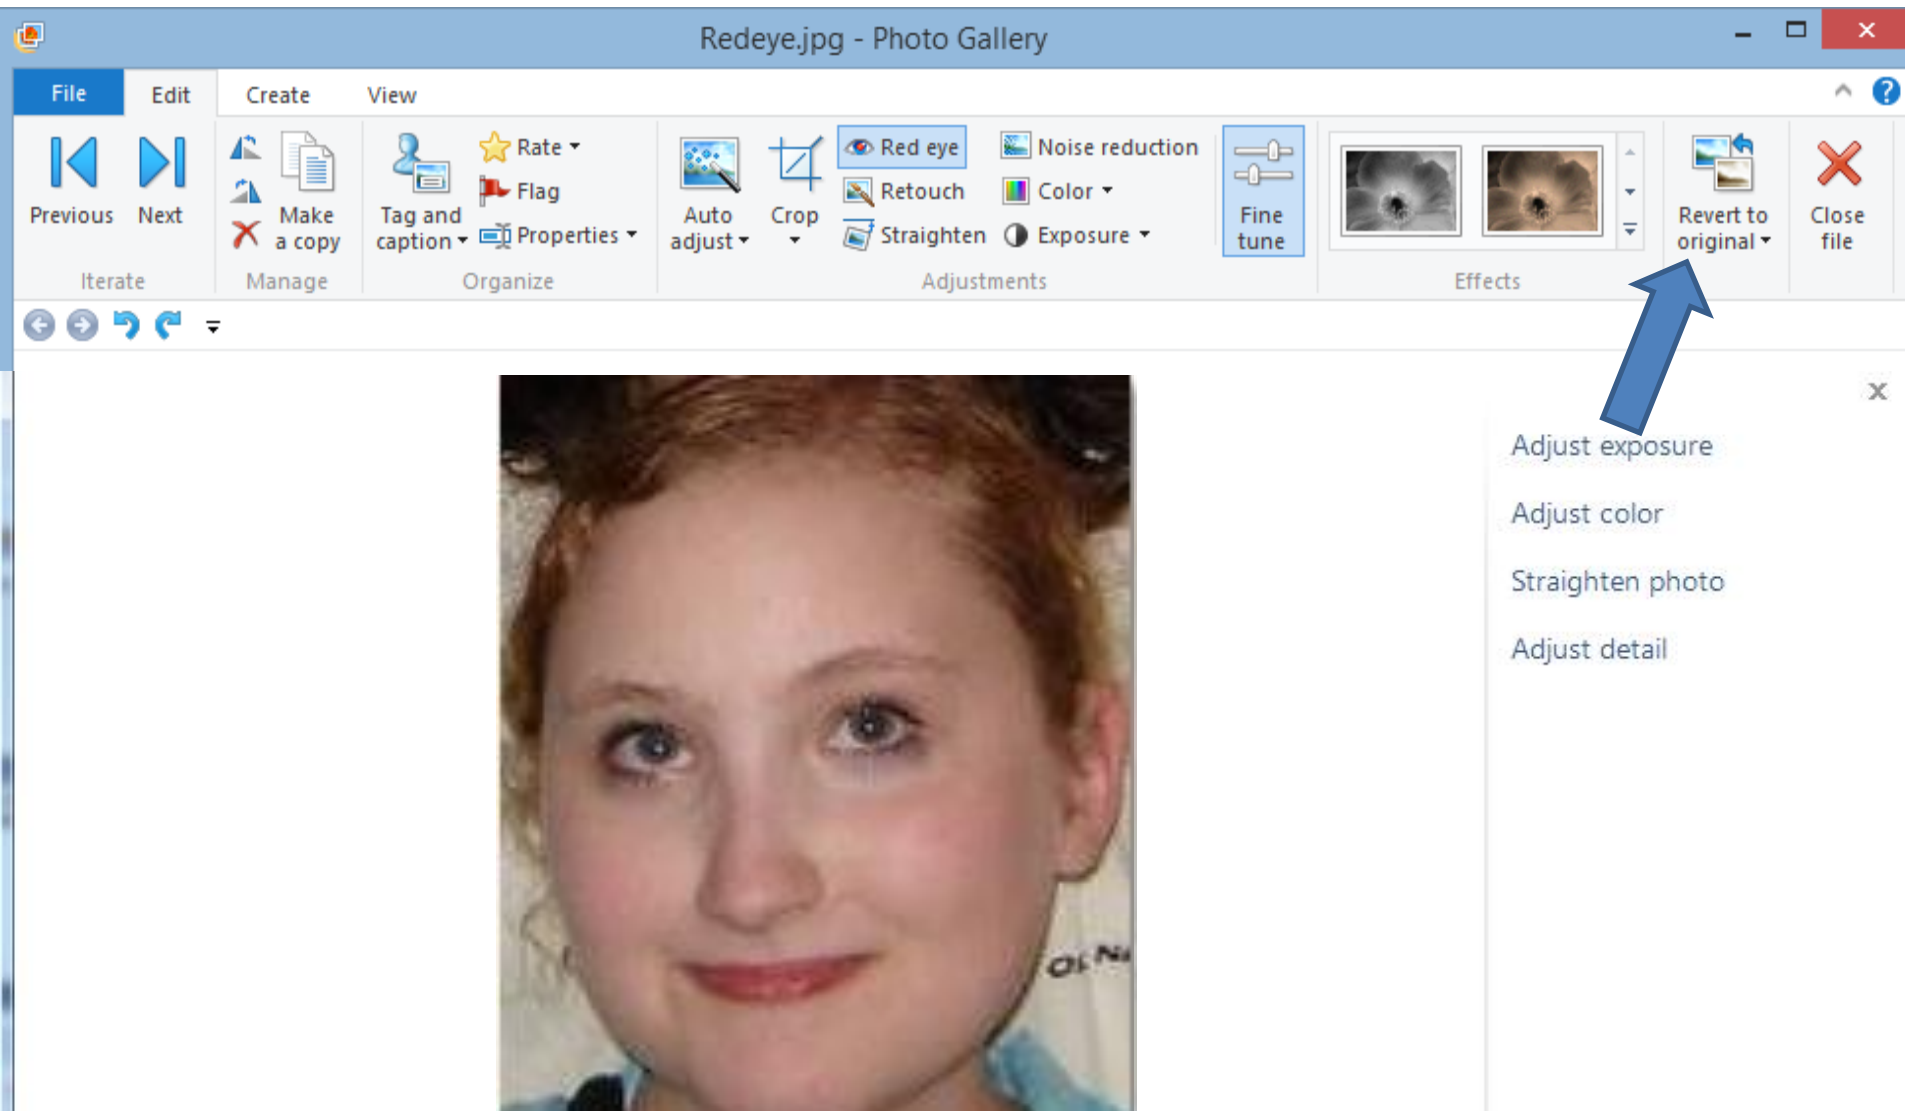 Redeye.jpg - Photo Gallery
File Edit Create View
Previous Next
Make a copy
Tag and caption
Rate
Flag
Properties
Auto adjust
Crop
Red eye
Retouch
Straighten
Noise reduction
Color
Exposure
Fine tune
Revert to original
Close file
Iterate Manage Organize Adjustments Effects
Adjust exposure
Adjust color
Straighten photo
Adjust detail